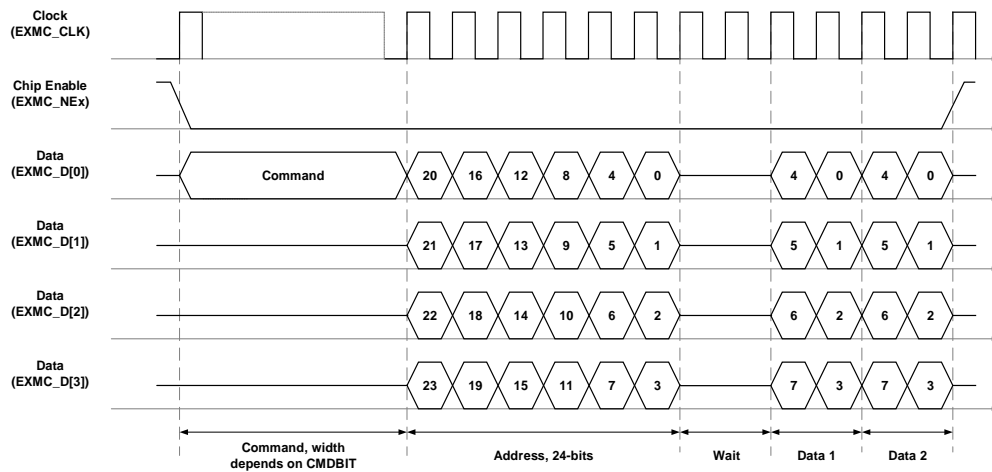 Clock
(EXMC_CLK)
Chip Enable
(EXMC_NEx)
Data
(EXMC_D[0])
Command
20 16 12 8 4 0 4 0 4 0
Data
(EXMC_D[1])
21 17 13 9 5 1 5 1 5 1
Data
(EXMC_D[2])
22 18 14 10 6 2 6 2 6 2
Data
(EXMC_D[3])
23 19 15 11 7 3 7 3 7 3
Command, width
depends on CMDBIT
Address, 24-bits
Wait
Data 1
Data 2